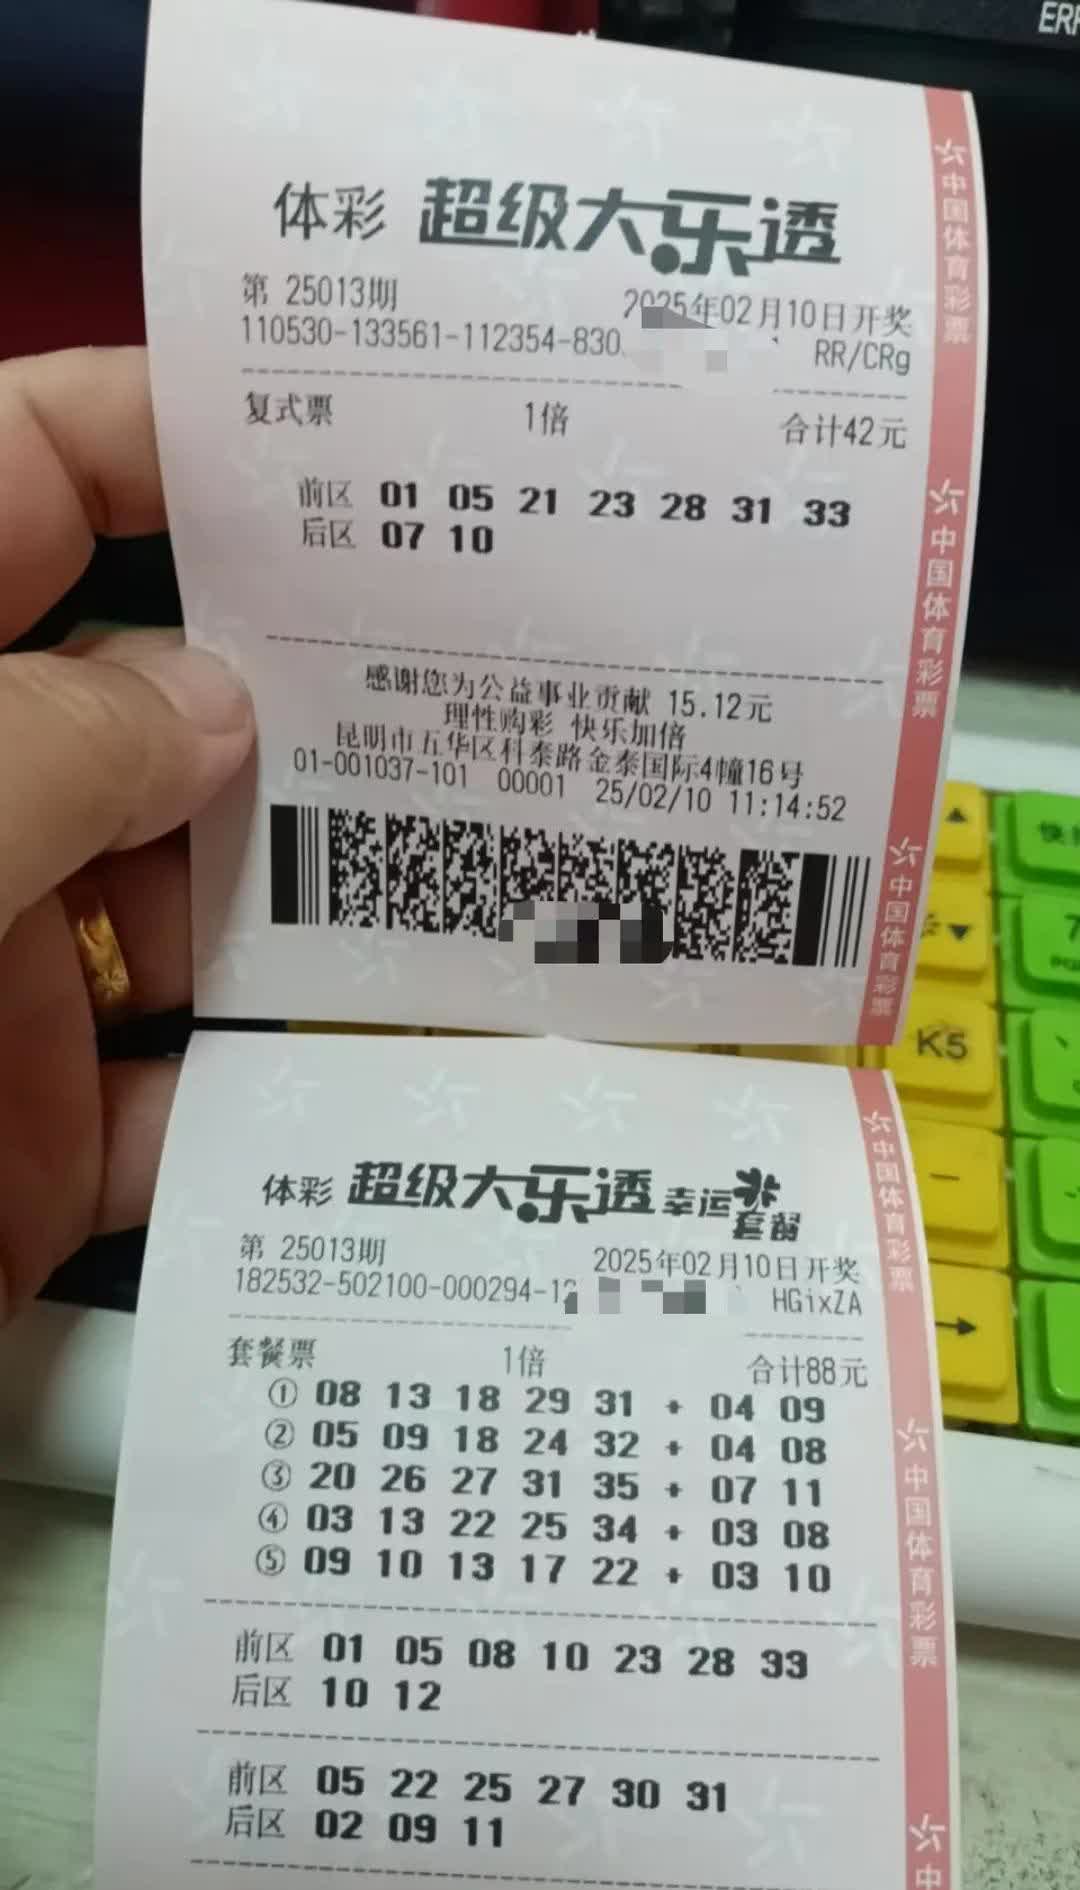 ER
体彩 超级大乐透
第 25013期 2025年02月10日开奖
110530-133561-112354-830 RR/CRg
复式票 1倍 合计42元
前区 01 05 21 23 28 31 33
后区 07 10
感谢您为公益事业贡献 15.12元
理性购彩 快乐加倍
昆明市五华区科泰路金泰国际4幢16号
01-001037-101 00001 25/02/10 11:14:52
中国体育彩票
中国体育彩票
中国体育彩票
K5
7
体彩 超级大乐透 幸运套餐
第 25013期 2025年02月10日开奖
182532-502100-000294-1 HGixZA
套餐票 1倍 合计88元
① 08 13 18 29 31 + 04 09
② 05 09 18 24 32 + 04 08
③ 20 26 27 31 35 + 07 11
④ 03 13 22 25 34 + 03 08
⑤ 09 10 13 17 22 + 03 10
前区 01 05 08 10 23 28 33
后区 10 12
前区 05 22 25 27 30 31
后区 02 09 11
中国体育彩票
中国体育彩票
中